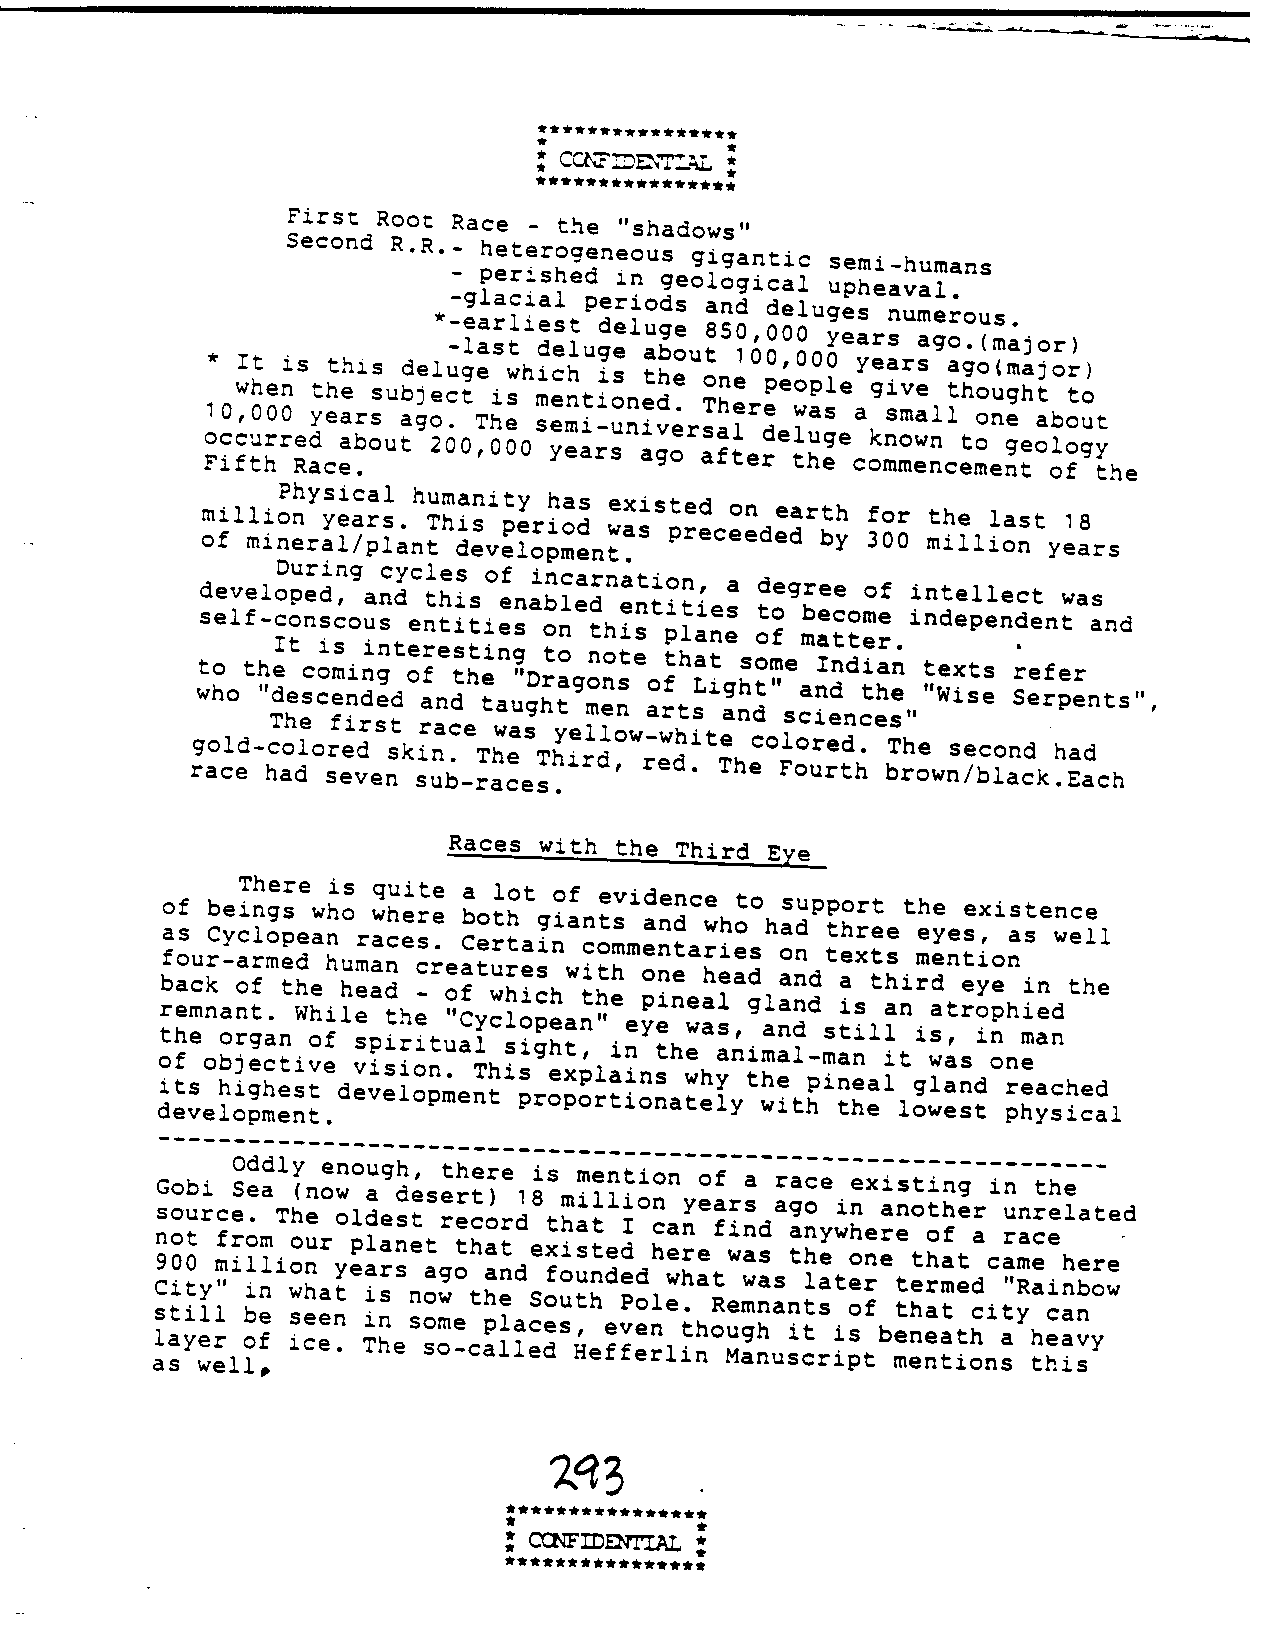 ****************
* CONFIDENTIAL *
****************
First Root Race - the "shadows"
Second R.R.- heterogeneous gigantic semi-humans
- perished in geological upheaval.
-glacial periods and deluges numerous.
*-earliest deluge 850,000 years ago.(major)
-last deluge about 100,000 years ago(major)
* It is this deluge which is the one people give thought to
when the subject is mentioned. There was a small one about
10,000 years ago. The semi-universal deluge known to geology
occurred about 200,000 years ago after the commencement of the
Fifth Race.
Physical humanity has existed on earth for the last 18
million years. This period was preceeded by 300 million years
of mineral/plant development.
During cycles of incarnation, a degree of intellect was
developed, and this enabled entities to become independent and
self-conscous entities on this plane of matter.
It is interesting to note that some Indian texts refer
to the coming of the "Dragons of Light" and the "Wise Serpents",
who "descended and taught men arts and sciences"
The first race was yellow-white colored. The second had
gold-colored skin. The Third, red. The Fourth brown/black.Each
race had seven sub-races.
Races with the Third Eye
There is quite a lot of evidence to support the existence
of beings who where both giants and who had three eyes, as well
as Cyclopean races. Certain commentaries on texts mention
four-armed human creatures with one head and a third eye in the
back of the head - of which the pineal gland is an atrophied
remnant. While the "Cyclopean" eye was, and still is, in man
the organ of spiritual sight, in the animal-man it was one
of objective vision. This explains why the pineal gland reached
its highest development proportionately with the lowest physical
development.
----------------------------------------------------------------
Oddly enough, there is mention of a race existing in the
Gobi Sea (now a desert) 18 million years ago in another unrelated
source. The oldest record that I can find anywhere of a race
not from our planet that existed here was the one that came here
900 million years ago and founded what was later termed "Rainbow
City" in what is now the South Pole. Remnants of that city can
still be seen in some places, even though it is beneath a heavy
layer of ice. The so-called Hefferlin Manuscript mentions this
as well,
293
****************
* CONFIDENTIAL *
****************